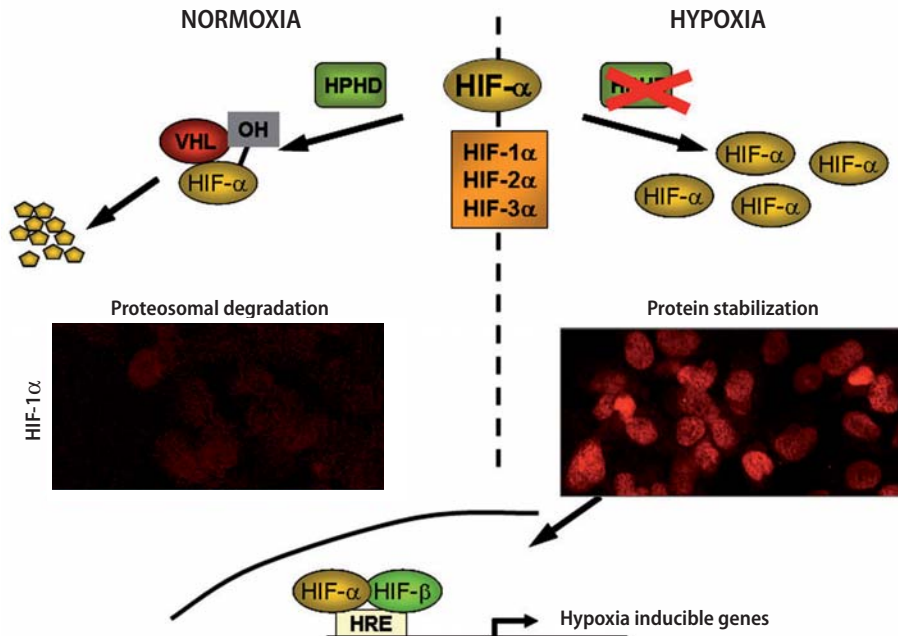 NORMOXIA
HYPOXIA
HPHD
HIF-α
HPHD
VHL
OH
HIF-α
HIF-1α
HIF-2α
HIF-3α
HIF-α
HIF-α
HIF-α
HIF-α
Proteosomal degradation
Protein stabilization
HIF-1α
HIF-α
HIF-β
HRE
Hypoxia inducible genes